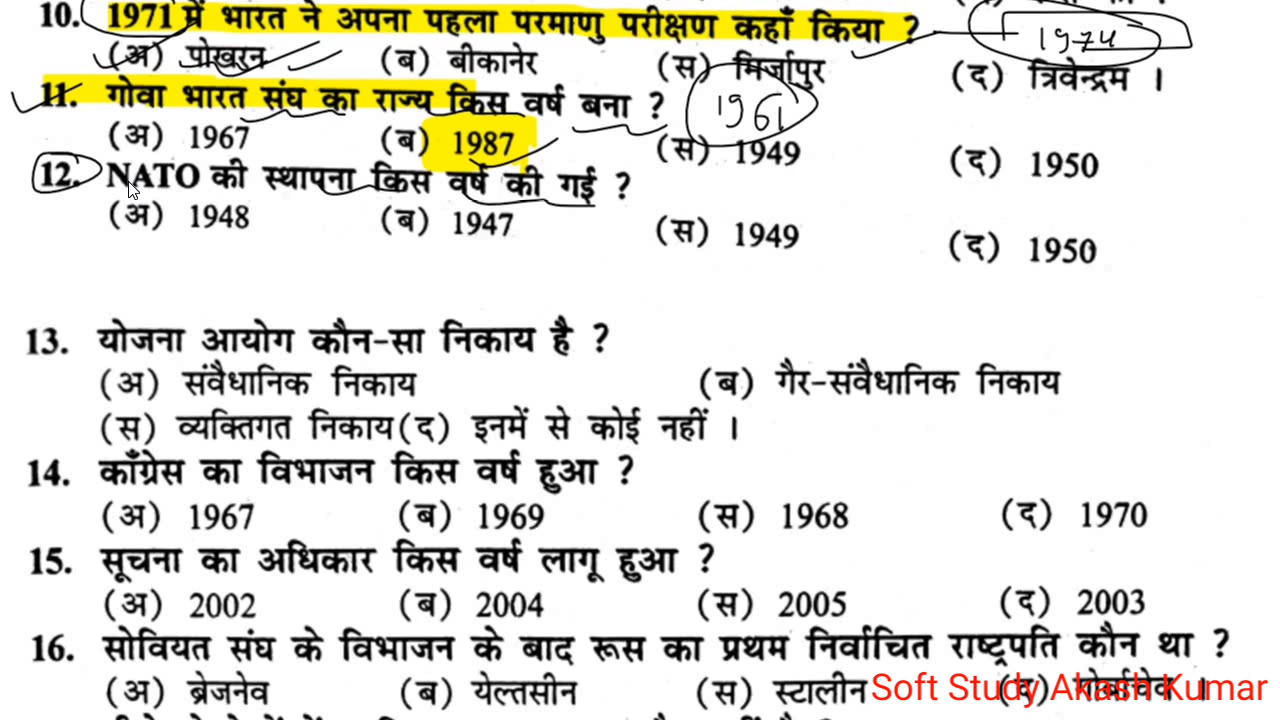 10. 1971 में भारत ने अपना पहला परमाणु परीक्षण कहाँ किया ? 1974
(अ) पोखरन (ब) बीकानेर (स) मिर्जापुर (द) त्रिवेन्द्रम ।
11. गोवा भारत संघ का राज्य किस वर्ष बना ? 1961
(अ) 1967 (ब) 1987 (स) 1949 (द) 1950
12. NATO की स्थापना किस वर्ष की गई ?
(अ) 1948 (ब) 1947 (स) 1949 (द) 1950
13. योजना आयोग कौन-सा निकाय है ?
(अ) संवैधानिक निकाय (ब) गैर-संवैधानिक निकाय
(स) व्यक्तिगत निकाय (द) इनमें से कोई नहीं ।
14. काँग्रेस का विभाजन किस वर्ष हुआ ?
(अ) 1967 (ब) 1969 (स) 1968 (द) 1970
15. सूचना का अधिकार किस वर्ष लागू हुआ ?
(अ) 2002 (ब) 2004 (स) 2005 (द) 2003
16. सोवियत संघ के विभाजन के बाद रूस का प्रथम निर्वाचित राष्ट्रपति कौन था ?
(अ) ब्रेजनेव (ब) येल्तसीन (स) स्टालीन (द)
Soft Study Akash Kumar